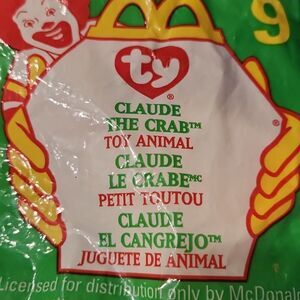 9
ty
CLAUDE
THE CRAB™
TOY ANIMAL
CLAUDE
LE CRABE MC
PETIT TOUTOU
CLAUDE
EL CANGREJO™
JUGUETE DE ANIMAL
Licensed for distribution only by McDonal